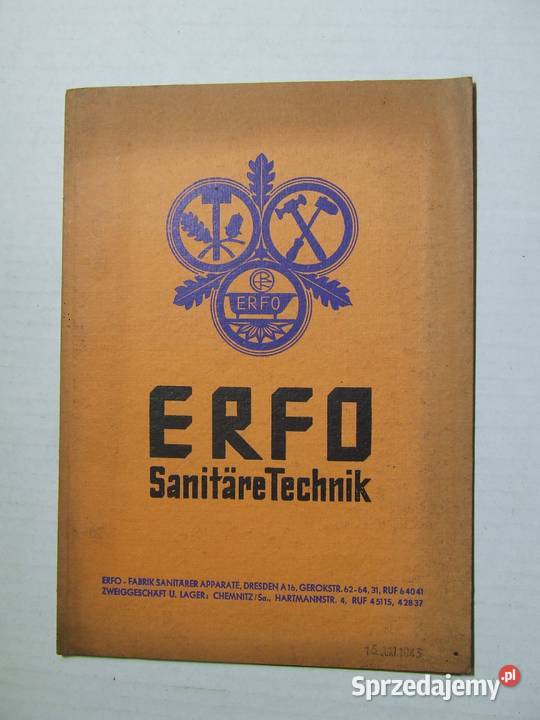 ERFO
ERFO
Sanitäre Technik
ERFO - FABRIK SANITÄRER APPARATE, DRESDEN A 16, GEROKSTR. 62-64, 31, RUF 64041
ZWEIGGESCHÄFT U. LAGER: CHEMNITZ/Sa., HARTMANNSTR. 4, RUF 45115, 42837
Sprzedajemy.pl